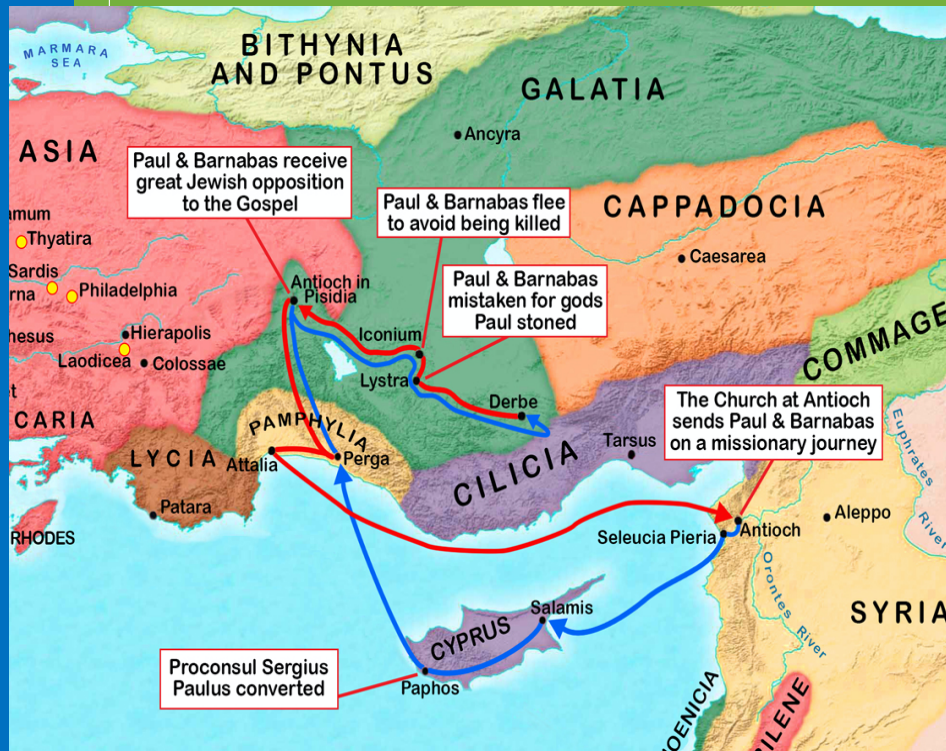 MARMARA
SEA
BITHYNIA
AND PONTUS
GALATIA
Ancyra
ASIA
Paul & Barnabas receive
great Jewish opposition
to the Gospel
Paul & Barnabas flee
to avoid being killed
CAPPADOCIA
Caesarea
amum
Thyatira
Sardis
rna
Philadelphia
Antioch in
Pisidia
Paul & Barnabas
mistaken for gods
Paul stoned
hesus
Hierapolis
Laodicea
Colossae
Iconium
Lystra
Derbe
COMMAGE
et
CARIA
PAMPHYLIA
The Church at Antioch
sends Paul & Barnabas
on a missionary journey
LYCIA
Attalia
Perga
CILICIA
Tarsus
Euphrates
River
Patara
RHODES
Seleucia Pieria
Antioch
Aleppo
Orontes River
SYRIA
Salamis
CYPRUS
Proconsul Sergius
Paulus converted
Paphos
HOENICIA
BILENE